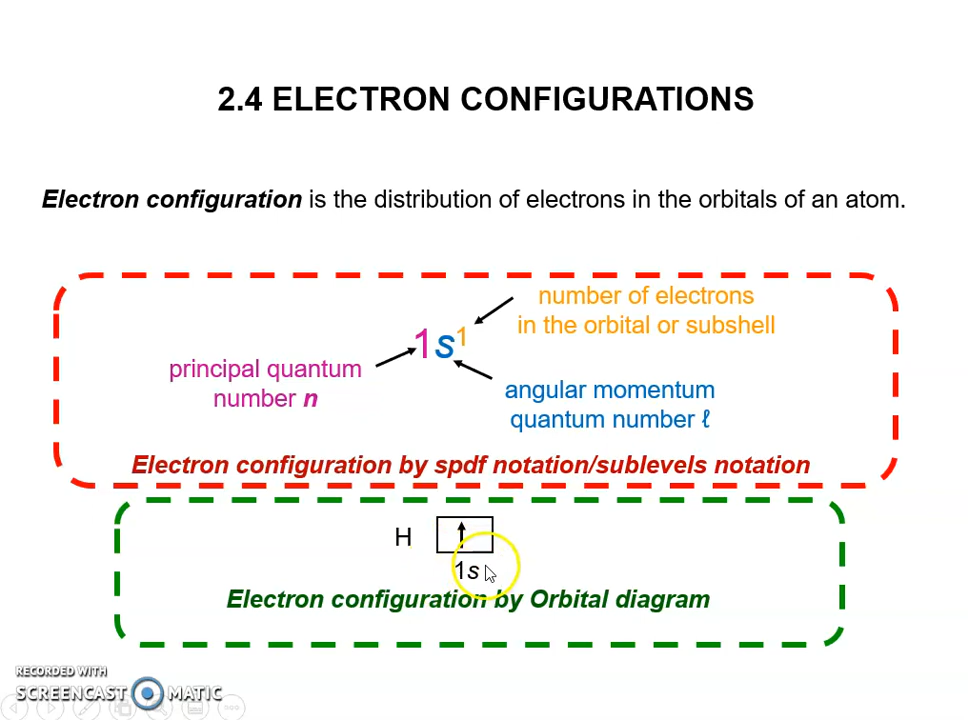 2.4 ELECTRON CONFIGURATIONS
Electron configuration is the distribution of electrons in the orbitals of an atom.
number of electrons
in the orbital or subshell
1s¹
principal quantum
number n
angular momentum
quantum number ℓ
Electron configuration by spdf notation/sublevels notation
H
1s
Electron configuration by Orbital diagram
RECORDED WITH
SCREENCAST MATIC